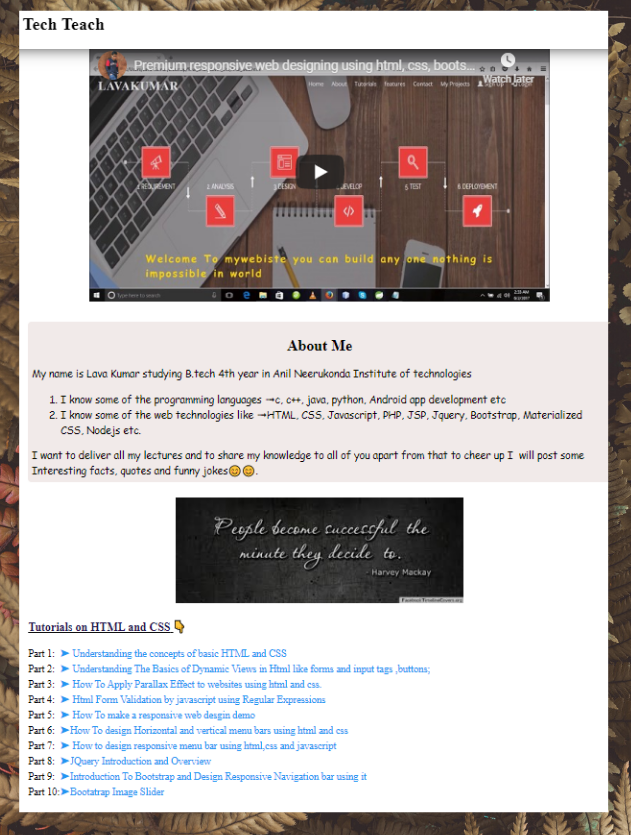 Tech Teach
Premium responsive web designing using html, css, boots...
Watch later
LAVAKUMAR
Home About Tutorials Features Contact My Projects Sign Up Login
1.REQUIREMENT 2. ANALYSIS 3. DESIGN DEVELOP 5. TEST 6. DEPLOYEMENT
Welcome To mywebiste you can build any one nothing is
impossible in world
Type here to search
About Me
My name is Lava Kumar studying B.tech 4th year in Anil Neerukonda Institute of technologies
1. I know some of the programming languages →c, c++, java, python, Android app development etc
2. I know some of the web technologies like →HTML, CSS, Javascript, PHP, JSP, Jquery, Bootstrap, Materialized
CSS, Nodejs etc.
I want to deliver all my lectures and to share my knowledge to all of you apart from that to cheer up I will post some
Interesting facts, quotes and funny jokes😊😊.
People become successful the
minute they decide to.
- Harvey Mackay
Tutorials on HTML and CSS 👇
Part 1: ➤ Understanding the concepts of basic HTML and CSS
Part 2: ➤ Understanding The Basics of Dynamic Views in Html like forms and input tags ,buttons;
Part 3: ➤ How To Apply Parallax Effect to websites using html and css.
Part 4: ➤ Html Form Validation by javascript using Regular Expressions
Part 5: ➤ How To make a responsive web desgin demo
Part 6: ➤How To design Horizontal and vertical menu bars using html and css
Part 7: ➤ How to design responsive menu bar using html,css and javascript
Part 8: ➤JQuery Introduction and Overview
Part 9: ➤Introduction To Bootstrap and Design Responsive Navigation bar using it
Part 10:➤Bootatrap Image Slider